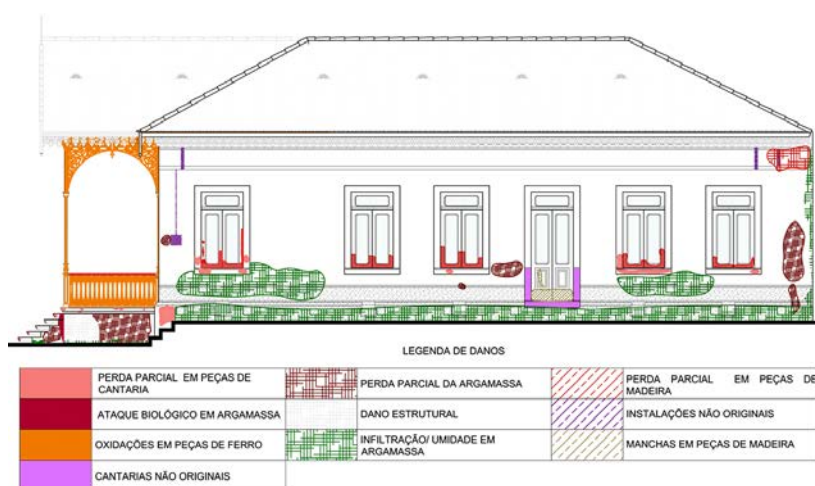 LEGENDA DE DANOS
PERDA PARCIAL EM PEÇAS DE
CANTARIA
PERDA PARCIAL DA ARGAMASSA
PERDA PARCIAL EM PEÇAS DE
MADEIRA
ATAQUE BIOLÓGICO EM ARGAMASSA
DANO ESTRUTURAL
INSTALAÇÕES NÃO ORIGINAIS
OXIDAÇÕES EM PEÇAS DE FERRO
INFILTRAÇÃO/ UMIDADE EM
ARGAMASSA
MANCHAS EM PEÇAS DE MADEIRA
CANTARIAS NÃO ORIGINAIS